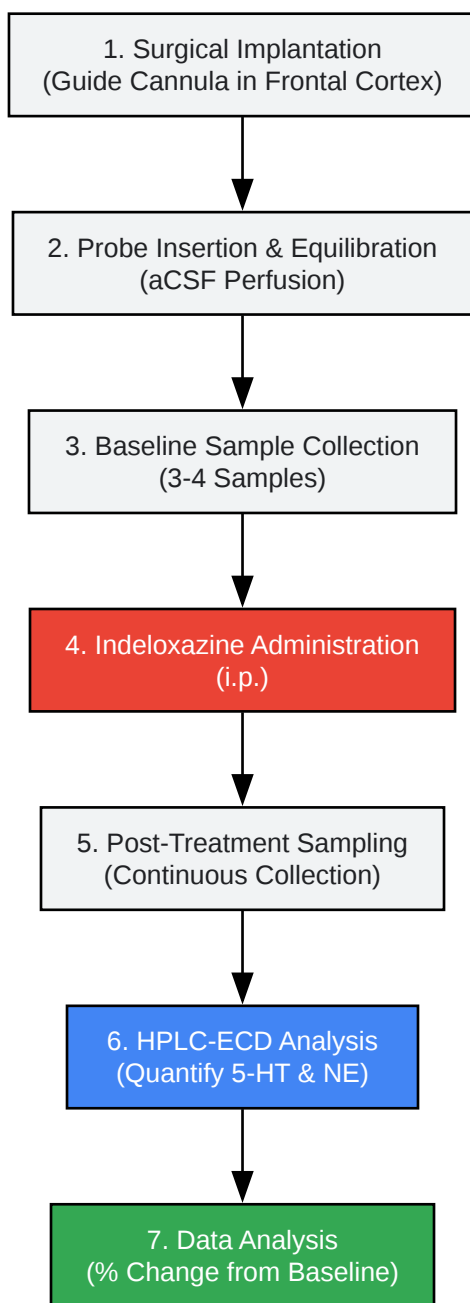 1. Surgical Implantation
(Guide Cannula in Frontal Cortex)
2. Probe Insertion & Equilibration
(aCSF Perfusion)
3. Baseline Sample Collection
(3-4 Samples)
4. Indeloxazine Administration
(i.p.)
5. Post-Treatment Sampling
(Continuous Collection)
6. HPLC-ECD Analysis
(Quantify 5-HT & NE)
7. Data Analysis
(% Change from Baseline)